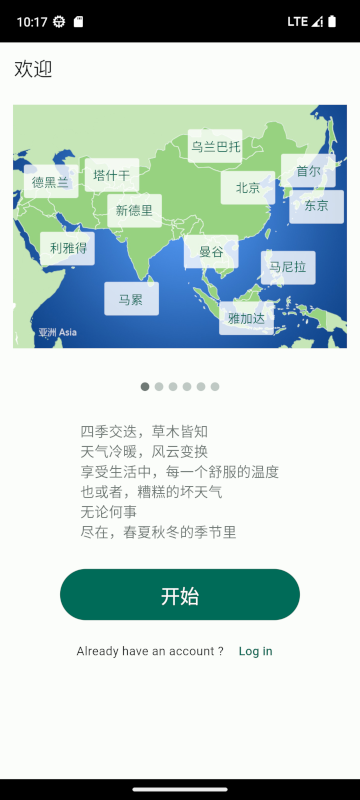 10:17
LTE
欢迎
乌兰巴托
首尔
塔什干
德黑兰
北京
新德里
东京
利雅得
曼谷
马尼拉
马累
雅加达
亚洲 Asia
四季交迭，草木皆知
天气冷暖，风云变换
享受生活中，每一个舒服的温度
也或者，糟糕的坏天气
无论何事
尽在，春夏秋冬的季节里
开始
Already have an account ? Log in